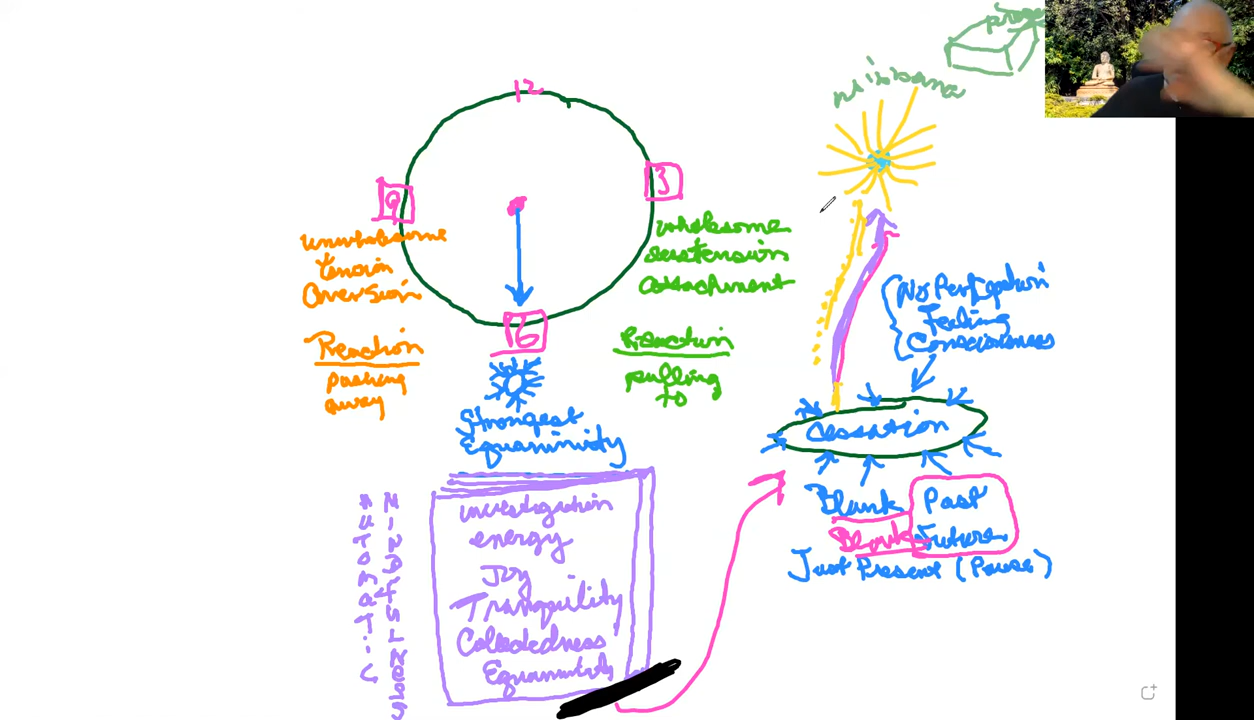 12
9
3
6
unwholesome
Tension
aversion
Reaction
pushing
away
wholesome
attachment
Reaction
pulling
to
Strongest
Equanimity
AUTOMATIC
MINDFULNESS
investigation
energy
Joy
Tranquility
Collectedness
Equanimity
nibbana
No Perception
Feeling
Consciousness
Cessation
Blank Past
Blank Future
Just Present (Pause)